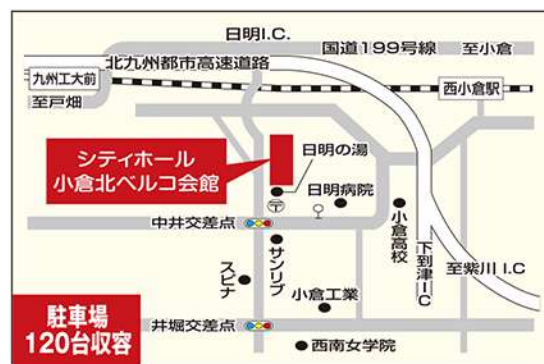 日明I.C.
国道199号線
至小倉
北九州都市高速道路
九州工大前
西小倉駅
至戸畑
シティホール
小倉北ベルコ会館
日明の湯
日明病院
中井交差点
小倉高校
下到津IC
至紫川 I.C
サンリブ
スピナ
小倉工業
駐車場
120台収容
井堀交差点
西南女学院